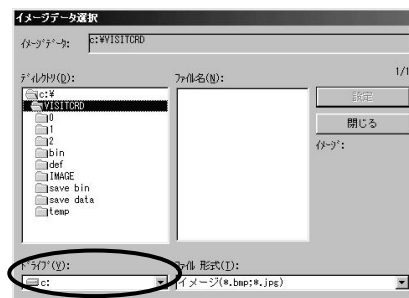 イメージデータ選択
イメージデータ:
c:¥VISITCRD
ディレクトリ(D):
ファイル名(N):
1/1
c:¥
VISITCRD
0
1
2
bin
def
IMAGE
save bin
save data
temp
設定
閉じる
イメージ:
ドライブ(V):
ファイル 形式(T):
c:
イメージ(*.bmp;*.jpg)